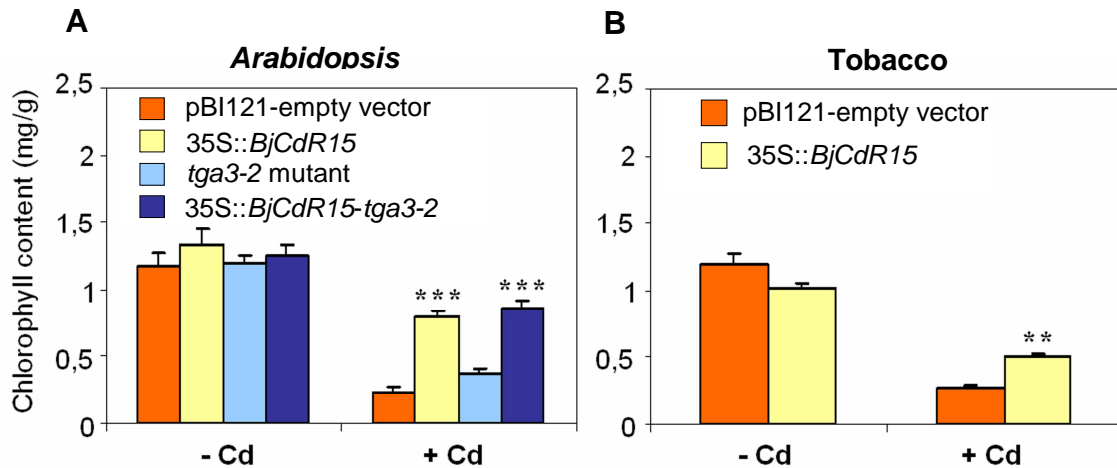 A
Arabidopsis
Chlorophyll content (mg/g)
2,5
2
1,5
1
0,5
0
pBI121-empty vector
35S::BjCdR15
tga3-2 mutant
35S::BjCdR15-tga3-2
***
***
- Cd
+ Cd
B
Tobacco
2,5
2
1,5
1
0,5
0
pBI121-empty vector
35S::BjCdR15
**
- Cd
+ Cd